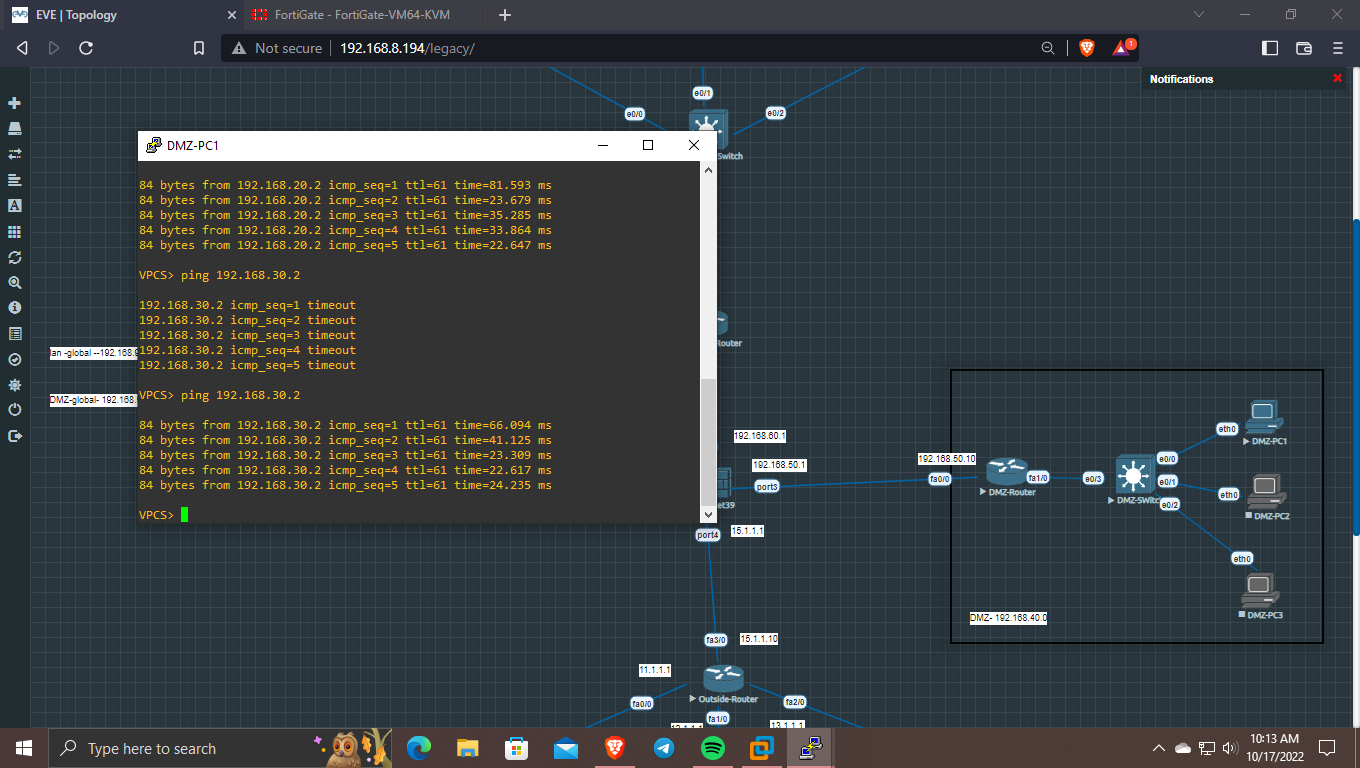 EVE | Topology
FortiGate - FortiGate-VM64-KVM
Not secure
192.168.8.194/legacy/
1
Notifications
e0/1
e0/0
e0/2
Switch
DMZ-PC1
84 bytes from 192.168.20.2 icmp_seq=1 ttl=61 time=81.593 ms
84 bytes from 192.168.20.2 icmp_seq=2 ttl=61 time=23.679 ms
84 bytes from 192.168.20.2 icmp_seq=3 ttl=61 time=35.285 ms
84 bytes from 192.168.20.2 icmp_seq=4 ttl=61 time=33.864 ms
84 bytes from 192.168.20.2 icmp_seq=5 ttl=61 time=22.647 ms
VPCS> ping 192.168.30.2
192.168.30.2 icmp_seq=1 timeout
192.168.30.2 icmp_seq=2 timeout
192.168.30.2 icmp_seq=3 timeout
192.168.30.2 icmp_seq=4 timeout
192.168.30.2 icmp_seq=5 timeout
VPCS> ping 192.168.30.2
84 bytes from 192.168.30.2 icmp_seq=1 ttl=61 time=66.094 ms
84 bytes from 192.168.30.2 icmp_seq=2 ttl=61 time=41.125 ms
84 bytes from 192.168.30.2 icmp_seq=3 ttl=61 time=23.309 ms
84 bytes from 192.168.30.2 icmp_seq=4 ttl=61 time=22.617 ms
84 bytes from 192.168.30.2 icmp_seq=5 ttl=61 time=24.235 ms
VPCS>
lan -global --192.168.9
DMZ-global- 192.168.
outer
192.168.60.1
192.168.50.1
port3
et39
port4
15.1.1.1
192.168.50.10
fa0/0
DMZ-Router
fa1/0
e0/3
DMZ-Switch
e0/0
e0/1
e0/2
eth0
DMZ-PC1
eth0
DMZ-PC2
eth0
DMZ-PC3
DMZ- 192.168.40.0
fa3/0
15.1.1.10
11.1.1.1
Outside-Router
fa0/0
fa1/0
fa2/0
13.1.1.1
Type here to search
10:13 AM
10/17/2022